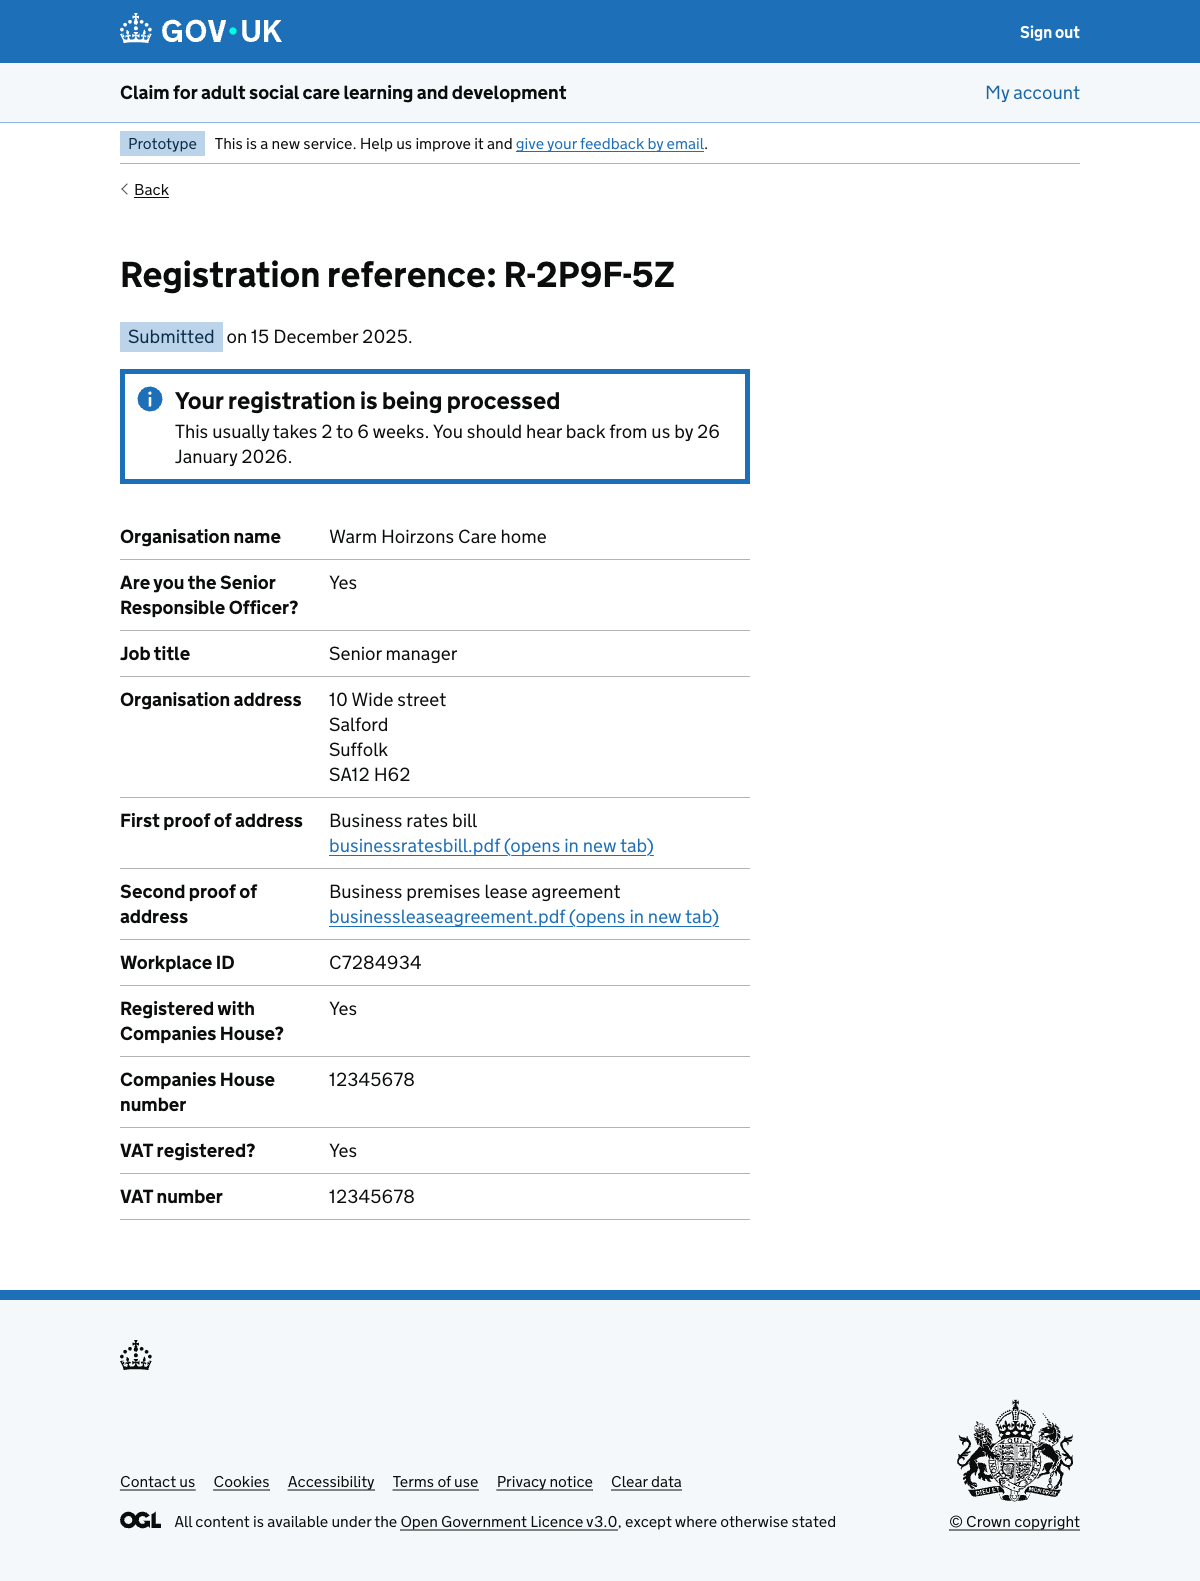 GOV·UK
Sign out
Claim for adult social care learning and development
My account
Prototype This is a new service. Help us improve it and give your feedback by email.
Back
Registration reference: R-2P9F-5Z
Submitted on 15 December 2025.
Your registration is being processed
This usually takes 2 to 6 weeks. You should hear back from us by 26
January 2026.
Organisation name Warm Hoirzons Care home
Are you the Senior Yes
Responsible Officer?
Job title Senior manager
Organisation address 10 Wide street
Salford
Suffolk
SA12 H62
First proof of address Business rates bill
businessratesbill.pdf (opens in new tab)
Second proof of Business premises lease agreement
address businessleaseagreement.pdf (opens in new tab)
Workplace ID C7284934
Registered with Yes
Companies House?
Companies House 12345678
number
VAT registered? Yes
VAT number 12345678
Contact us Cookies Accessibility Terms of use Privacy notice Clear data
OGL All content is available under the Open Government Licence v3.0, except where otherwise stated
DIEU ET MON DROIT
© Crown copyright